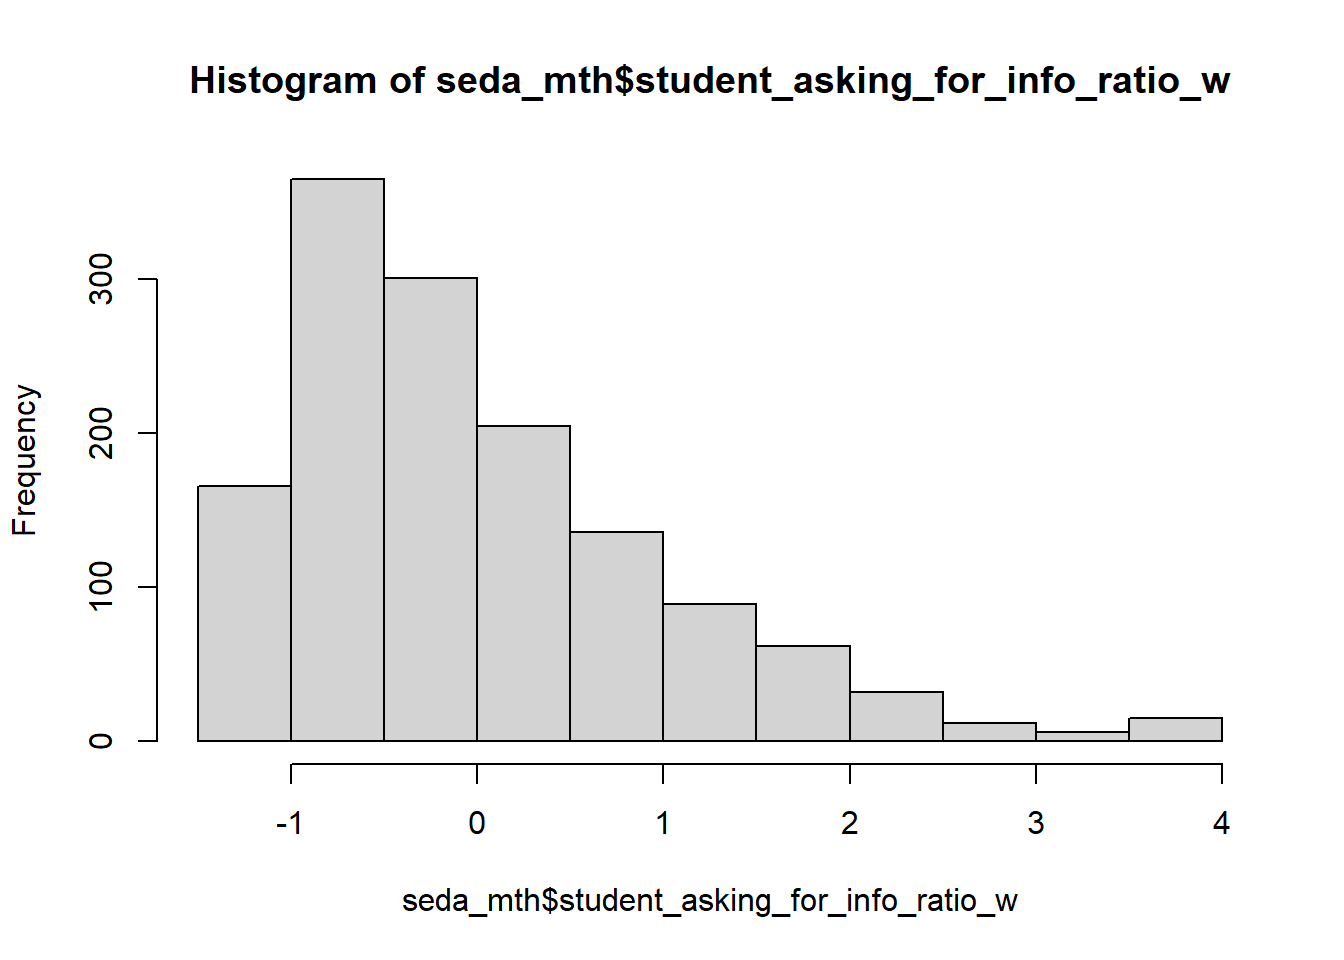 Histogram of seda_mth$student_asking_for_info_ratio_w
Frequency
300
200
100
0
-1 0 1 2 3 4
seda_mth$student_asking_for_info_ratio_w